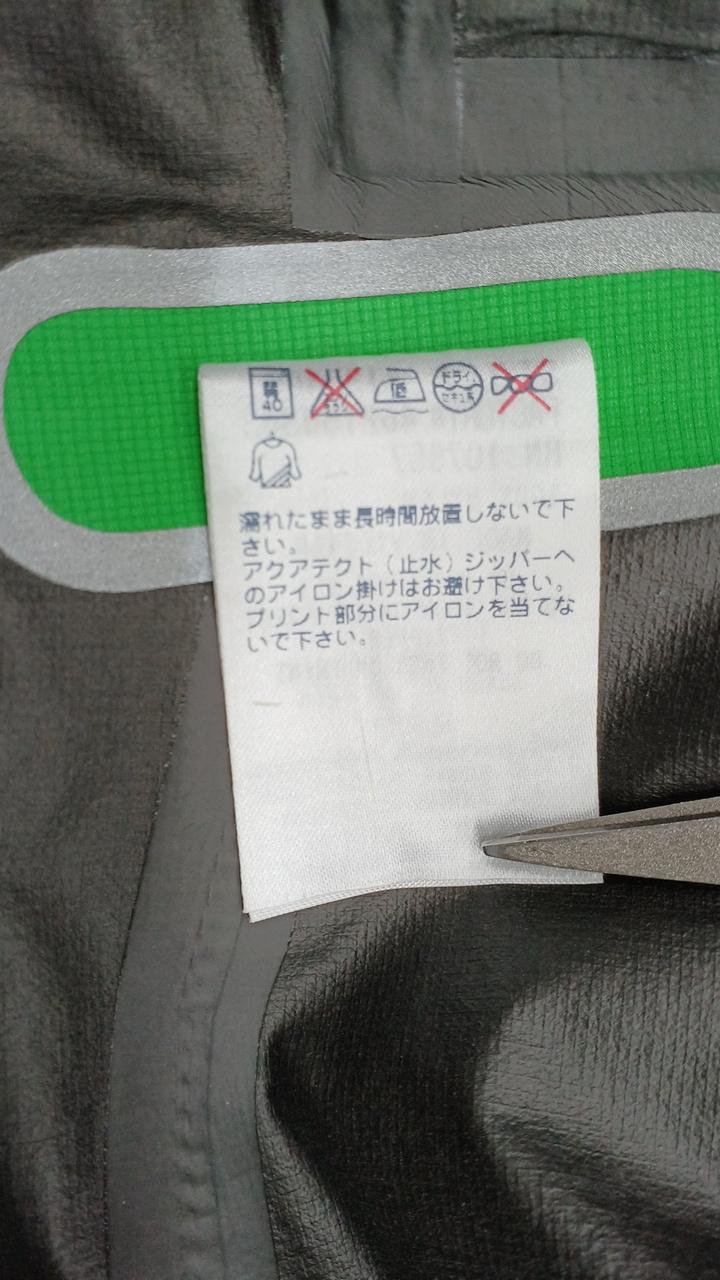 40
低
ドライ
セキユ系
濡れたまま長時間放置しないで下
さい。
アクアテクト（止水）ジッパーへ
のアイロン掛けはお避け下さい。
プリント部分にアイロンを当てな
いで下さい。